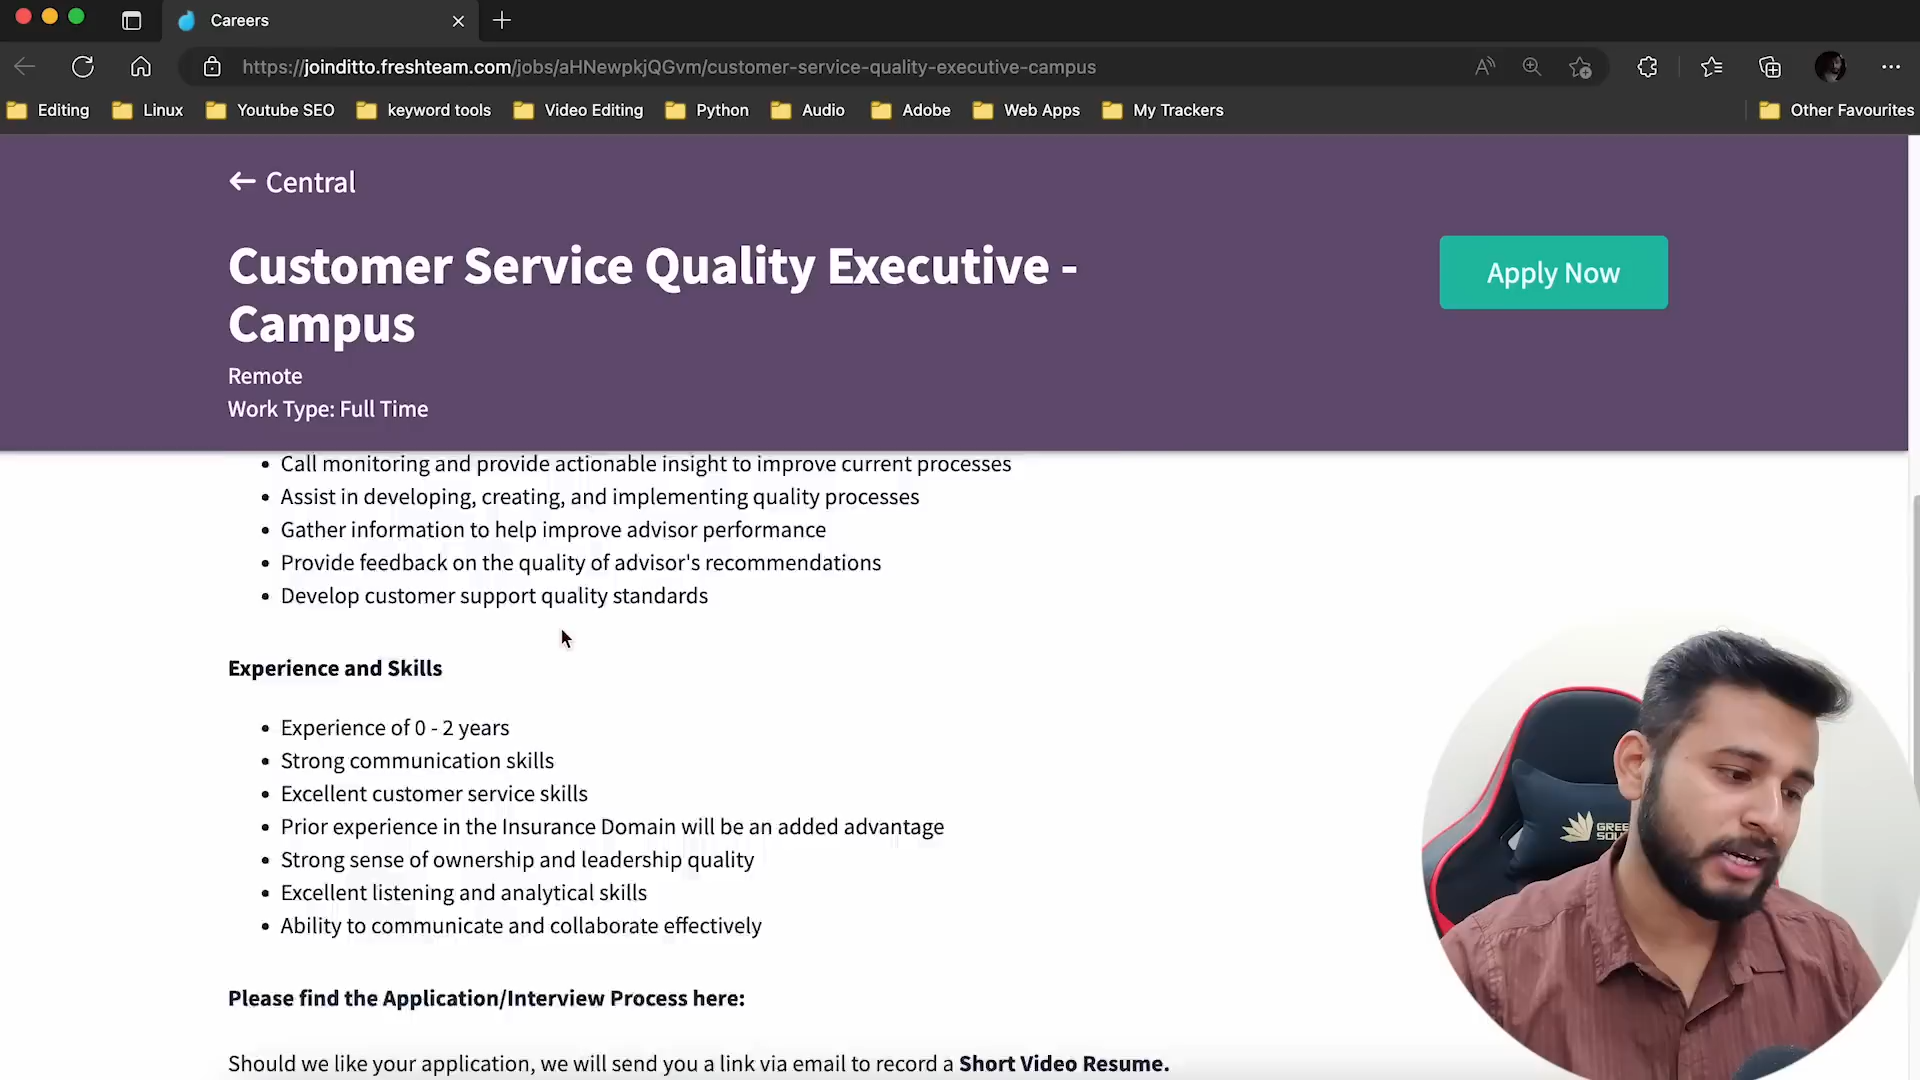 Careers
https://joinditto.freshteam.com/jobs/aHNewpkjQGvm/customer-service-quality-executive-campus
Editing Linux Youtube SEO keyword tools Video Editing Python Audio Adobe Web Apps My Trackers Other Favourites
← Central
Customer Service Quality Executive -
Campus
Apply Now
Remote
Work Type: Full Time
• Call monitoring and provide actionable insight to improve current processes
• Assist in developing, creating, and implementing quality processes
• Gather information to help improve advisor performance
• Provide feedback on the quality of advisor's recommendations
• Develop customer support quality standards
Experience and Skills
• Experience of 0 - 2 years
• Strong communication skills
• Excellent customer service skills
• Prior experience in the Insurance Domain will be an added advantage
• Strong sense of ownership and leadership quality
• Excellent listening and analytical skills
• Ability to communicate and collaborate effectively
Please find the Application/Interview Process here:
Should we like your application, we will send you a link via email to record a Short Video Resume.